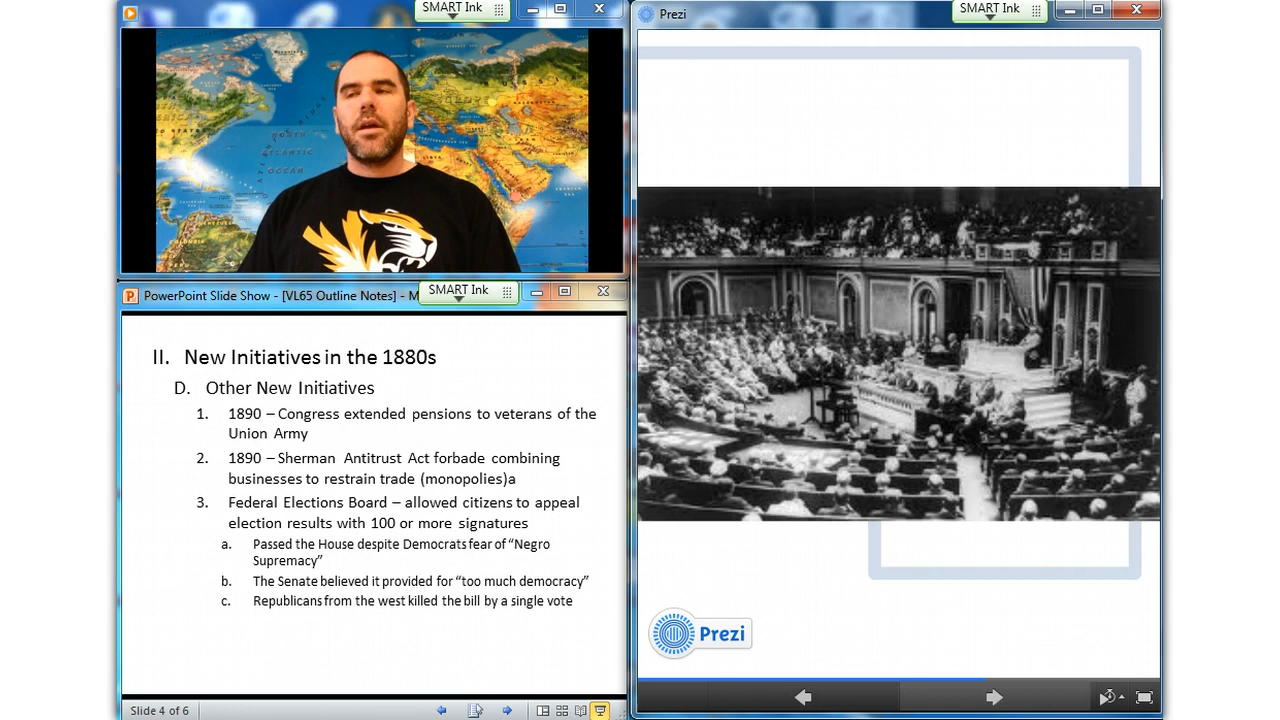 SMART Ink
NORTH
ATLANTIC
OCEAN
PowerPoint Slide Show - [VL65 Outline Notes] - M
SMART Ink
II. New Initiatives in the 1880s
D. Other New Initiatives
1. 1890 – Congress extended pensions to veterans of the
Union Army
2. 1890 – Sherman Antitrust Act forbade combining
businesses to restrain trade (monopolies)a
3. Federal Elections Board – allowed citizens to appeal
election results with 100 or more signatures
a. Passed the House despite Democrats fear of “Negro
Supremacy”
b. The Senate believed it provided for “too much democracy”
c. Republicans from the west killed the bill by a single vote
Slide 4 of 6
Prezi
SMART Ink
Prezi